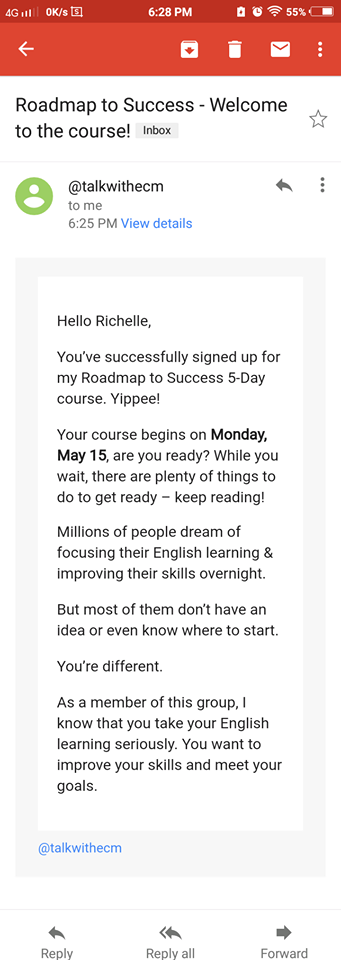 4G 0K/s S 6:28 PM 55%
Roadmap to Success - Welcome
to the course! Inbox
@talkwithecm
to me
6:25 PM View details
Hello Richelle,
You've successfully signed up for
my Roadmap to Success 5-Day
course. Yippee!
Your course begins on Monday,
May 15, are you ready? While you
wait, there are plenty of things to
do to get ready – keep reading!
Millions of people dream of
focusing their English learning &
improving their skills overnight.
But most of them don't have an
idea or even know where to start.
You're different.
As a member of this group, I
know that you take your English
learning seriously. You want to
improve your skills and meet your
goals.
@talkwithecm
Reply Reply all Forward